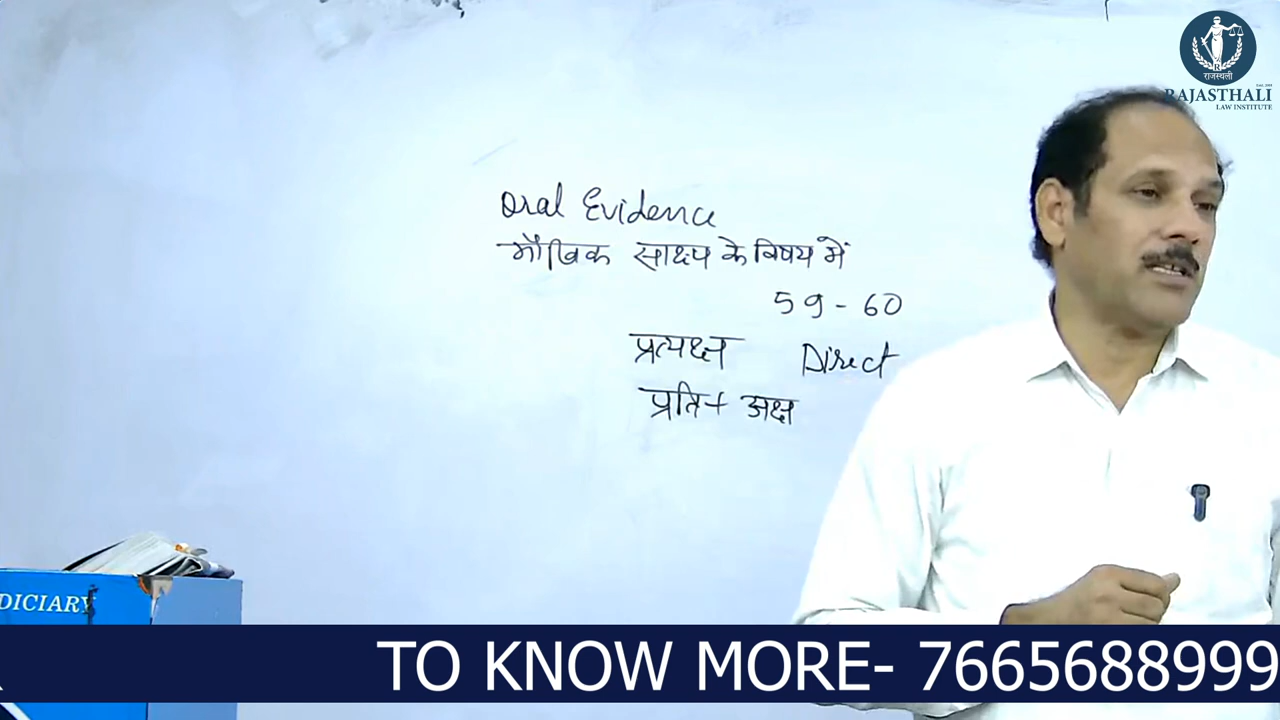 राजस्थली
RAJASTHALI
LAW INSTITUTE
Oral Evidence
मौखिक साक्ष्य के विषय में
59-60
प्रत्यक्ष Direct
प्रति+ अक्ष
DICIARY
TO KNOW MORE- 7665688999